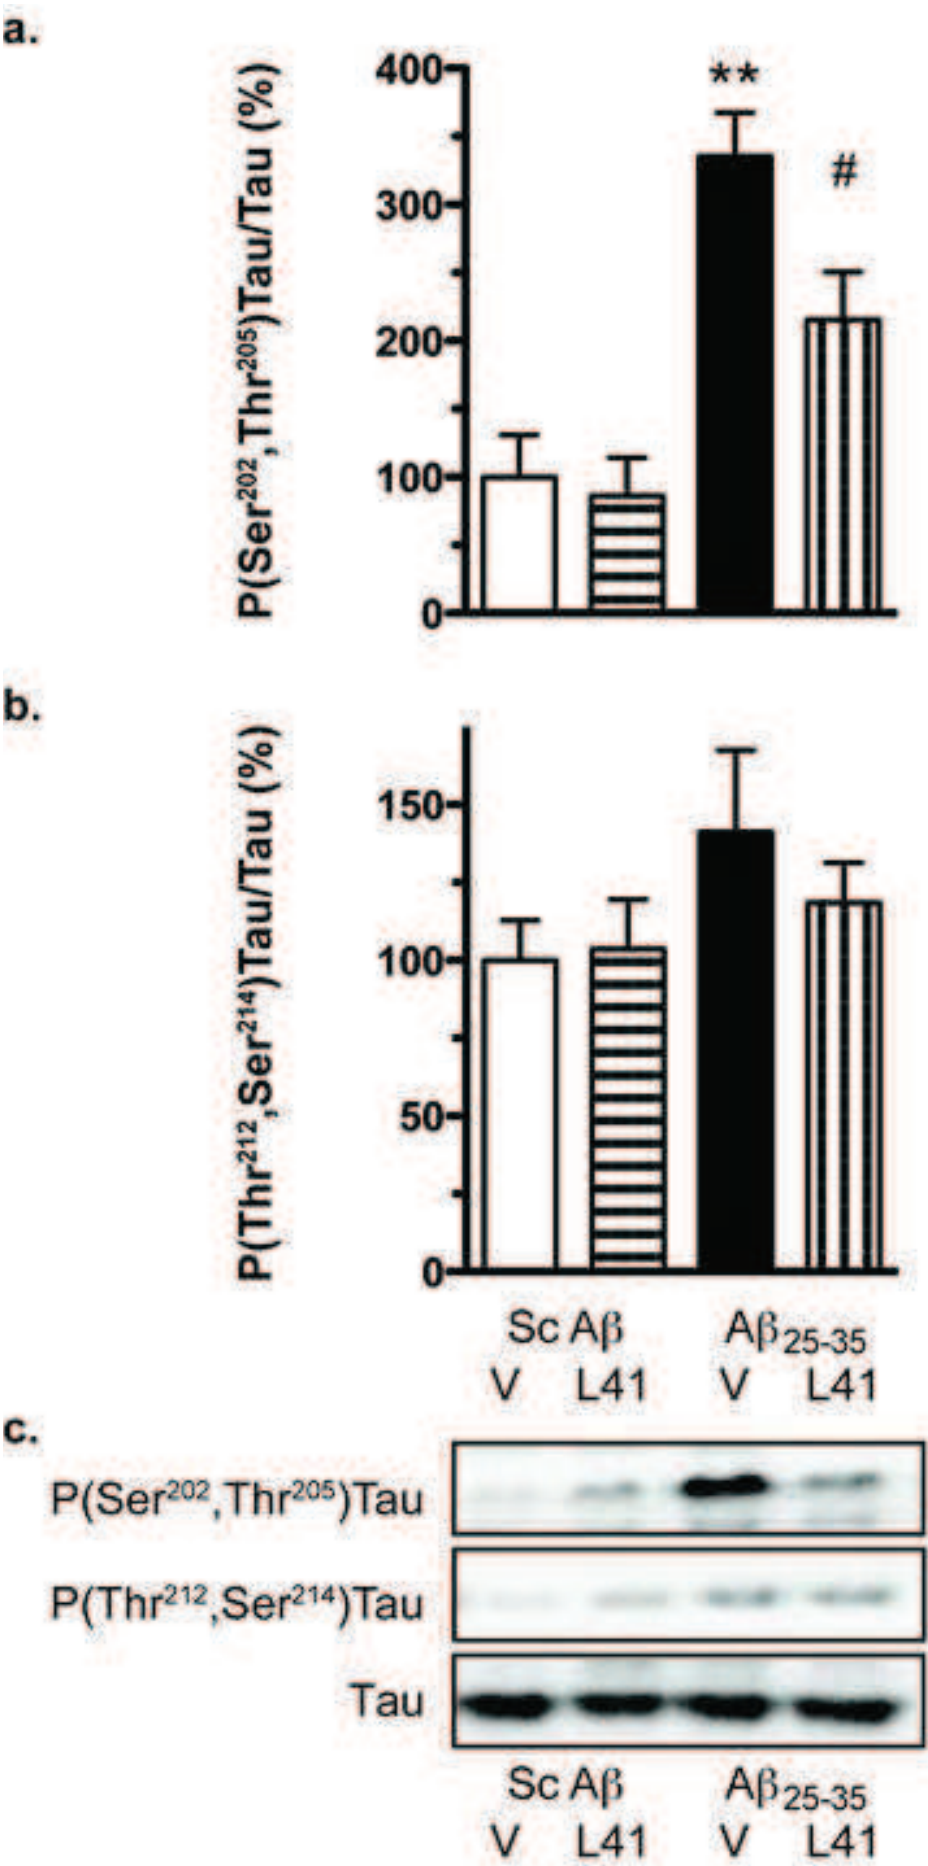 a.
P(Ser²⁰²,Thr²⁰⁵)Tau/Tau (%)
400
300
200
100
0
**
#
b.
P(Thr²¹²,Ser²¹⁴)Tau/Tau (%)
150
100
50
0
Sc Aβ Aβ₂₅₋₃₅
V L41 V L41
c.
P(Ser²⁰²,Thr²⁰⁵)Tau
P(Thr²¹²,Ser²¹⁴)Tau
Tau
Sc Aβ Aβ₂₅₋₃₅
V L41 V L41